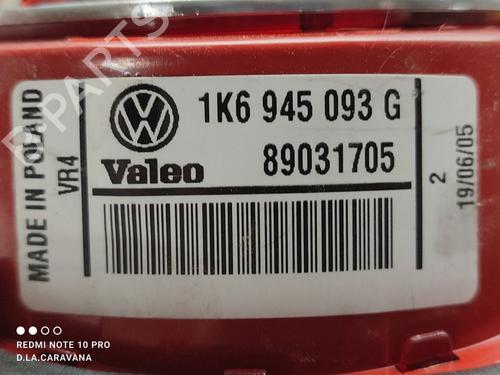 MADE IN POLAND
VR4
1K6 945 093 G
Valeo
89031705
2
19/06/05
PARTS
REDMI NOTE 10 PRO
D.L.A.CARAVANA